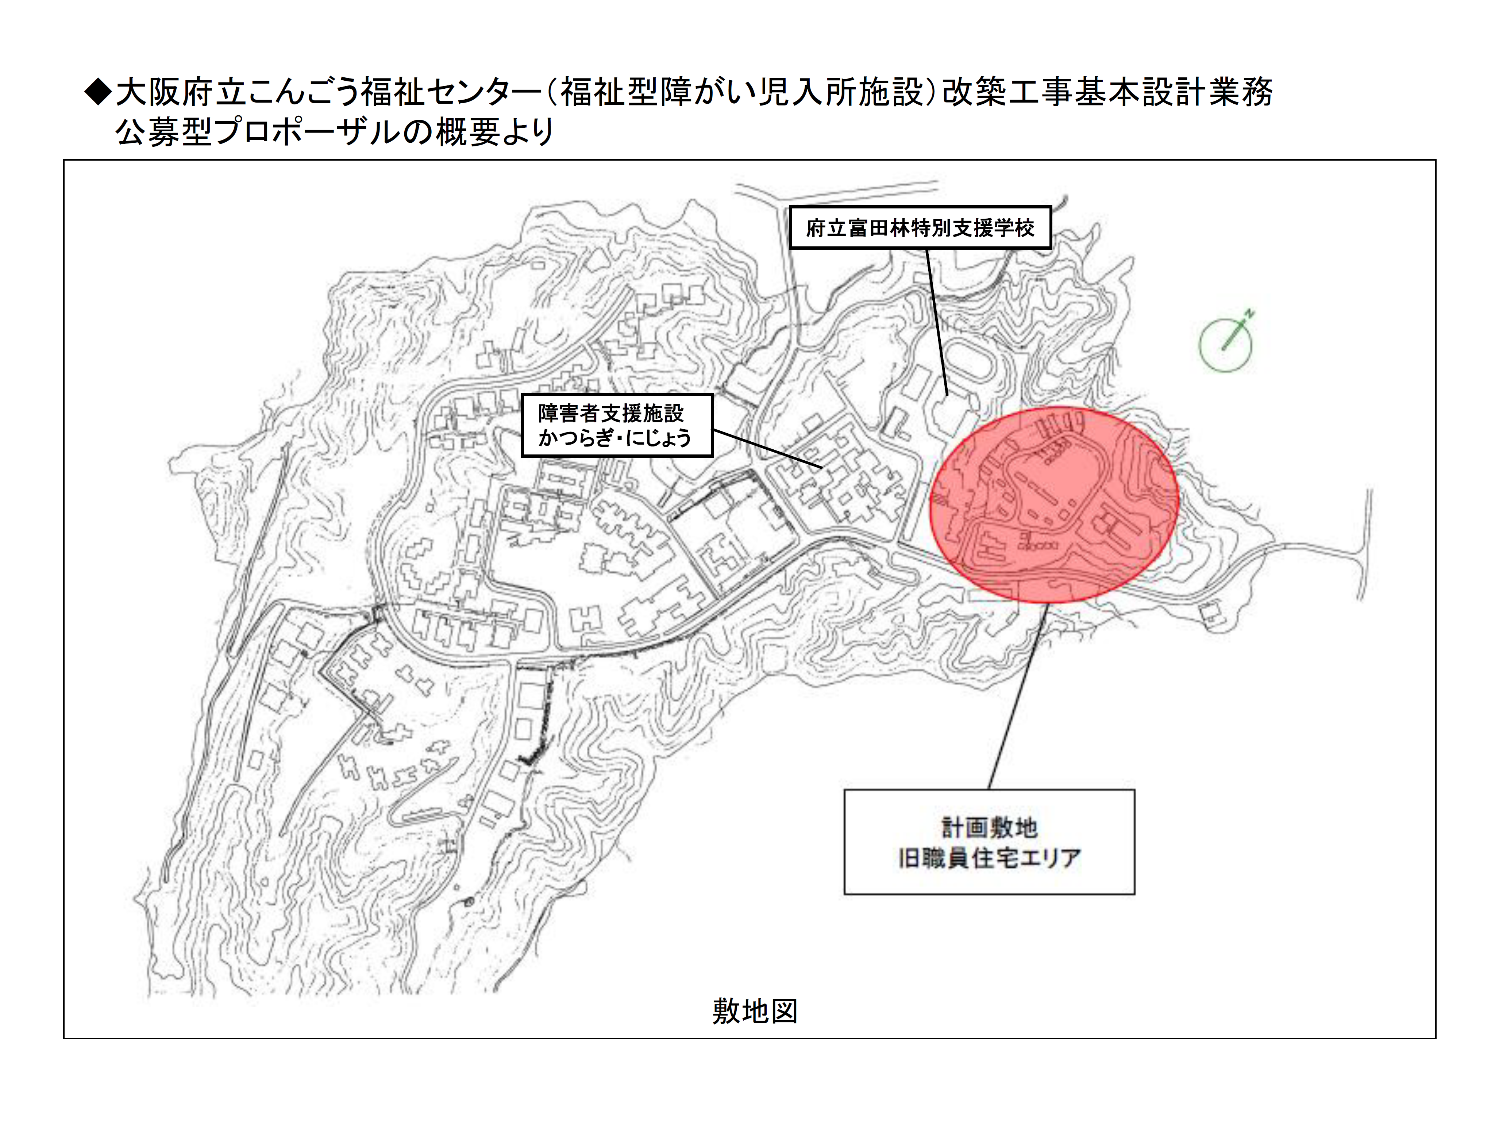 ◆大阪府立こんごう福祉センター（福祉型障がい児入所施設）改築工事基本設計業務
公募型プロポーザルの概要より
府立富田林特別支援学校
N
障害者支援施設
かつらぎ・にじょう
計画敷地
旧職員住宅エリア
敷地図